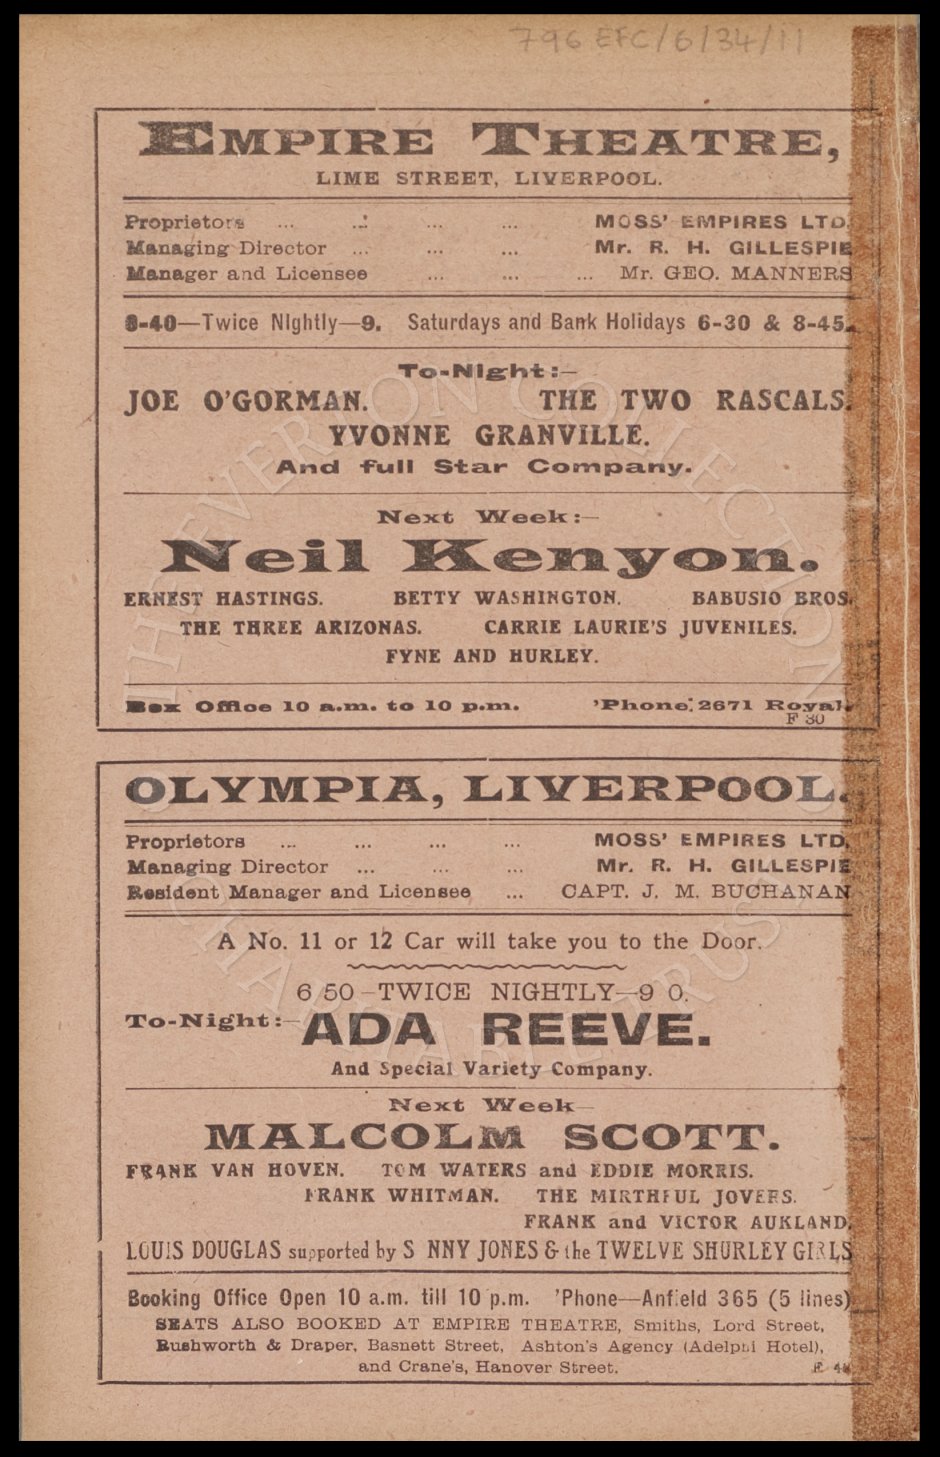 796 EFC/6/34/11
EMPIRE THEATRE,
LIME STREET, LIVERPOOL.
Proprietors ... ... ... ... MOSS' EMPIRES LTD.
Managing Director ... ... ... Mr. R. H. GILLESPIE
Manager and Licensee ... ... ... Mr. GEO. MANNERS
6-40—Twice Nightly—9. Saturdays and Bank Holidays 6-30 & 8-45.
To-Night:—
JOE O'GORMAN. THE TWO RASCALS.
YVONNE GRANVILLE.
And full Star Company.
Next Week:—
Neil Kenyon.
ERNEST HASTINGS. BETTY WASHINGTON. BABUSIO BROS.
THE THREE ARIZONAS. CARRIE LAURIE'S JUVENILES.
FYNE AND HURLEY.
Box Office 10 a.m. to 10 p.m. 'Phone: 2671 Royal.
F 30
OLYMPIA, LIVERPOOL.
Proprietors ... ... ... ... MOSS' EMPIRES LTD.
Managing Director ... ... ... Mr. R. H. GILLESPIE
Resident Manager and Licensee ... CAPT. J. M. BUCHANAN
A No. 11 or 12 Car will take you to the Door.
6 50—TWICE NIGHTLY—9 0.
To-Night:—ADA REEVE.
And Special Variety Company.
Next Week—
MALCOLM SCOTT.
FRANK VAN HOVEN. TOM WATERS and EDDIE MORRIS.
FRANK WHITMAN. THE MIRTHFUL JOVERS.
FRANK and VICTOR AUKLAND.
LOUIS DOUGLAS supported by S NNY JONES & the TWELVE SHURLEY GIRLS
Booking Office Open 10 a.m. till 10 p.m. 'Phone—Anfield 365 (5 lines)
SEATS ALSO BOOKED AT EMPIRE THEATRE, Smiths, Lord Street,
Rushworth & Draper, Basnett Street, Ashton's Agency (Adelphi Hotel),
and Crane's, Hanover Street.
THE EVERTON COLLECTION
CHARITABLE TRUST